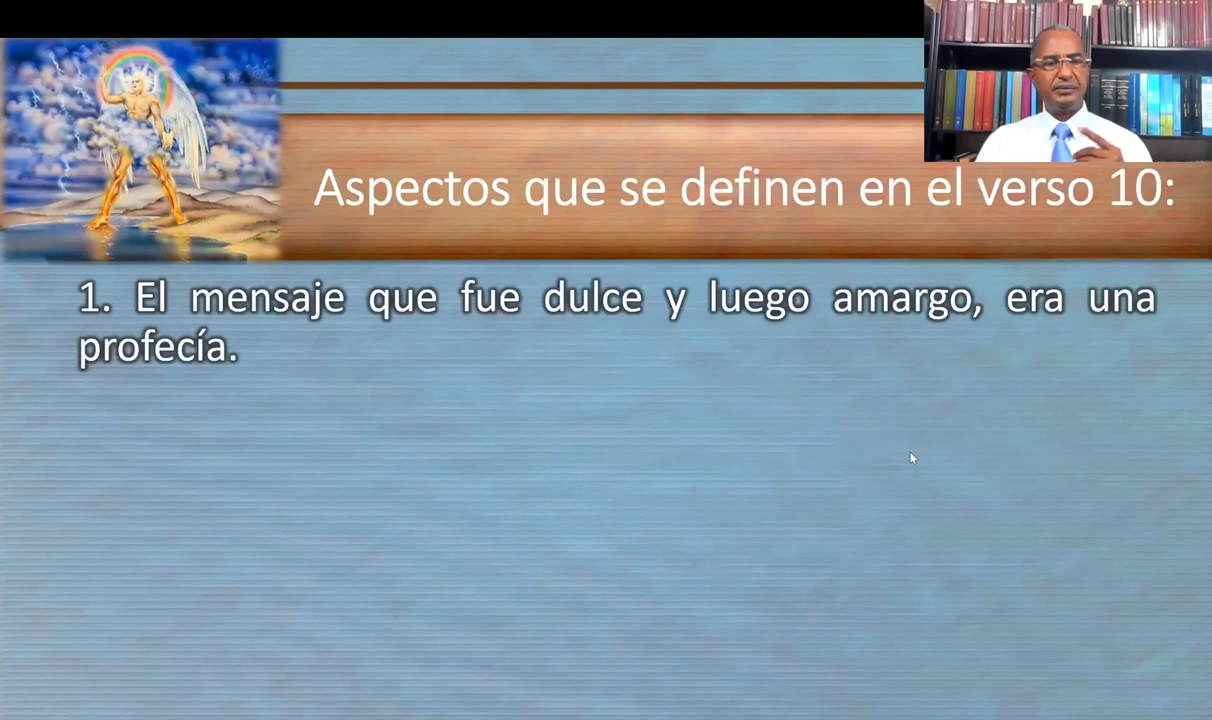 Aspectos que se definen en el verso 10:
1. El mensaje que fue dulce y luego amargo, era una
profecía.